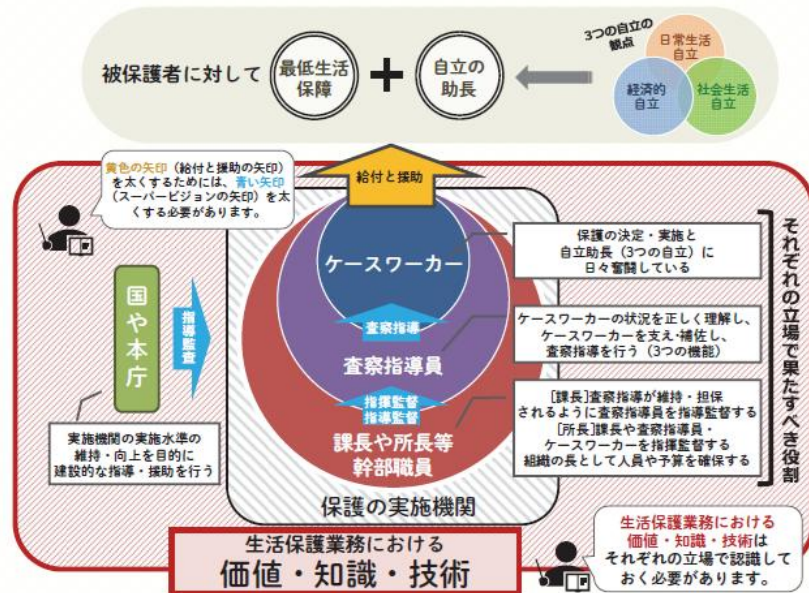 被保護者に対して
最低生活
保障
+
自立の
助長
3つの自立の
観点
日常生活
自立
経済的
自立
社会生活
自立
黄色の矢印(給付と援助の矢印)
を太くするためには、青い矢印
(スーパービジョンの矢印)を太
くする必要があります。
給付と援助
ケースワーカー
査察指導
査察指導員
指揮監督
指導監督
課長や所長等
幹部職員
保護の実施機関
国や本庁
指導監査
実施機関の実施水準の
維持・向上を目的に
建設的な指導・援助を行う
保護の決定・実施と
自立助長(3つの自立)に
日々奮闘している
ケースワーカーの状況を正しく理解し、
ケースワーカーを支え・補佐し、
査察指導を行う(3つの機能)
[課長]査察指導が維持・担保
されるように査察指導員を指導監督する
[所長]課長や査察指導員・
ケースワーカーを指揮監督する
組織の長として人員や予算を確保する
それぞれの立場で果たすべき役割
生活保護業務における
価値・知識・技術
生活保護業務における
価値・知識・技術は
それぞれの立場で認識して
おく必要があります。